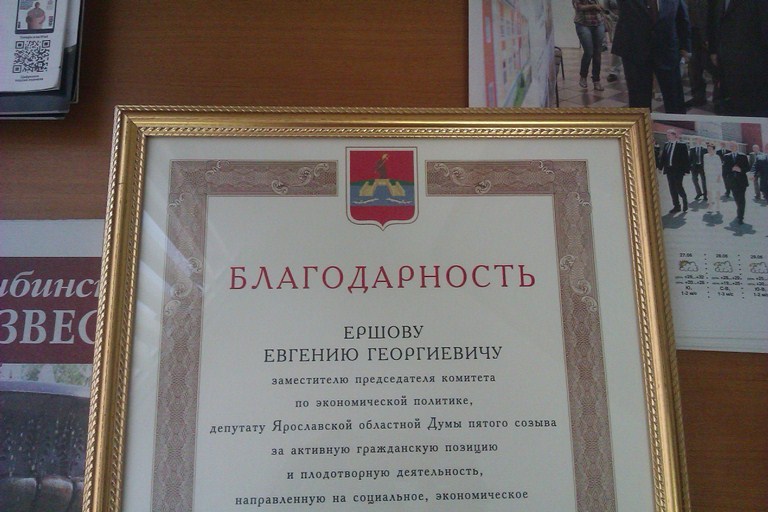 БЛАГОДАРНОСТЬ
ЕРШОВУ
ЕВГЕНИЮ ГЕОРГИЕВИЧУ
заместителю председателя комитета
по экономической политике,
депутату Ярославской областной Думы пятого созыва
за активную гражданскую позицию
и плодотворную деятельность,
направленную на социальное, экономическое